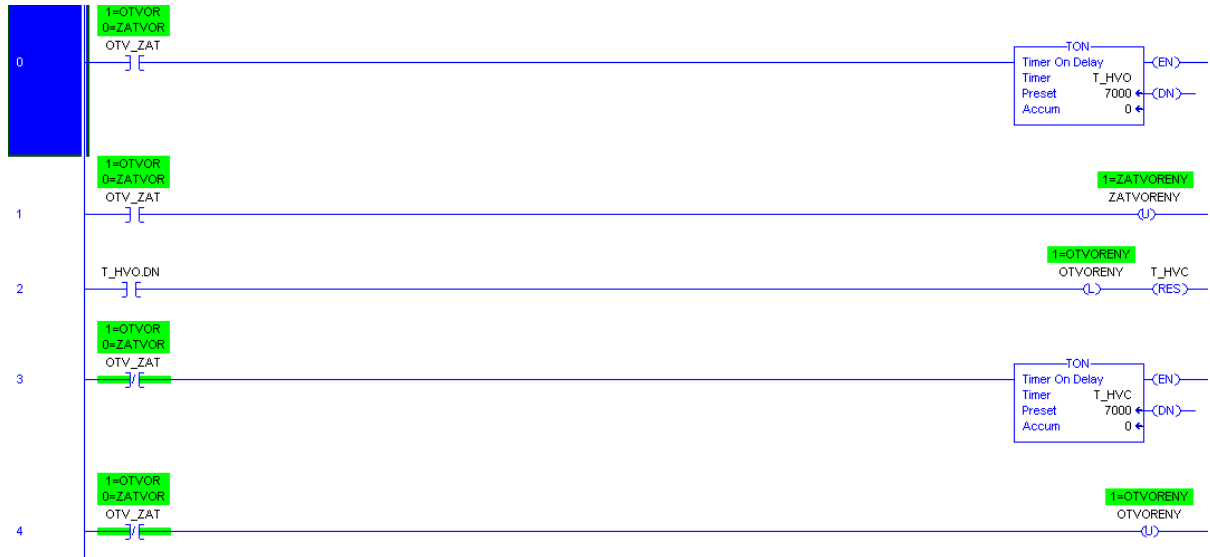 1=OTVOR
0=ZATVOR
OTV_ZAT
0
TON
Timer On Delay
(EN)
Timer T_HVO
Preset 7000
(DN)
Accum 0
1=OTVOR
0=ZATVOR
OTV_ZAT
1=ZATVORENY
ZATVORENY
1
(U)
T_HVO.DN
1=OTVORENY
OTVORENY T_HVC
2
(L) (RES)
1=OTVOR
0=ZATVOR
OTV_ZAT
3
TON
Timer On Delay
(EN)
Timer T_HVC
Preset 7000
(DN)
Accum 0
1=OTVOR
0=ZATVOR
OTV_ZAT
1=OTVORENY
OTVORENY
4
(U)